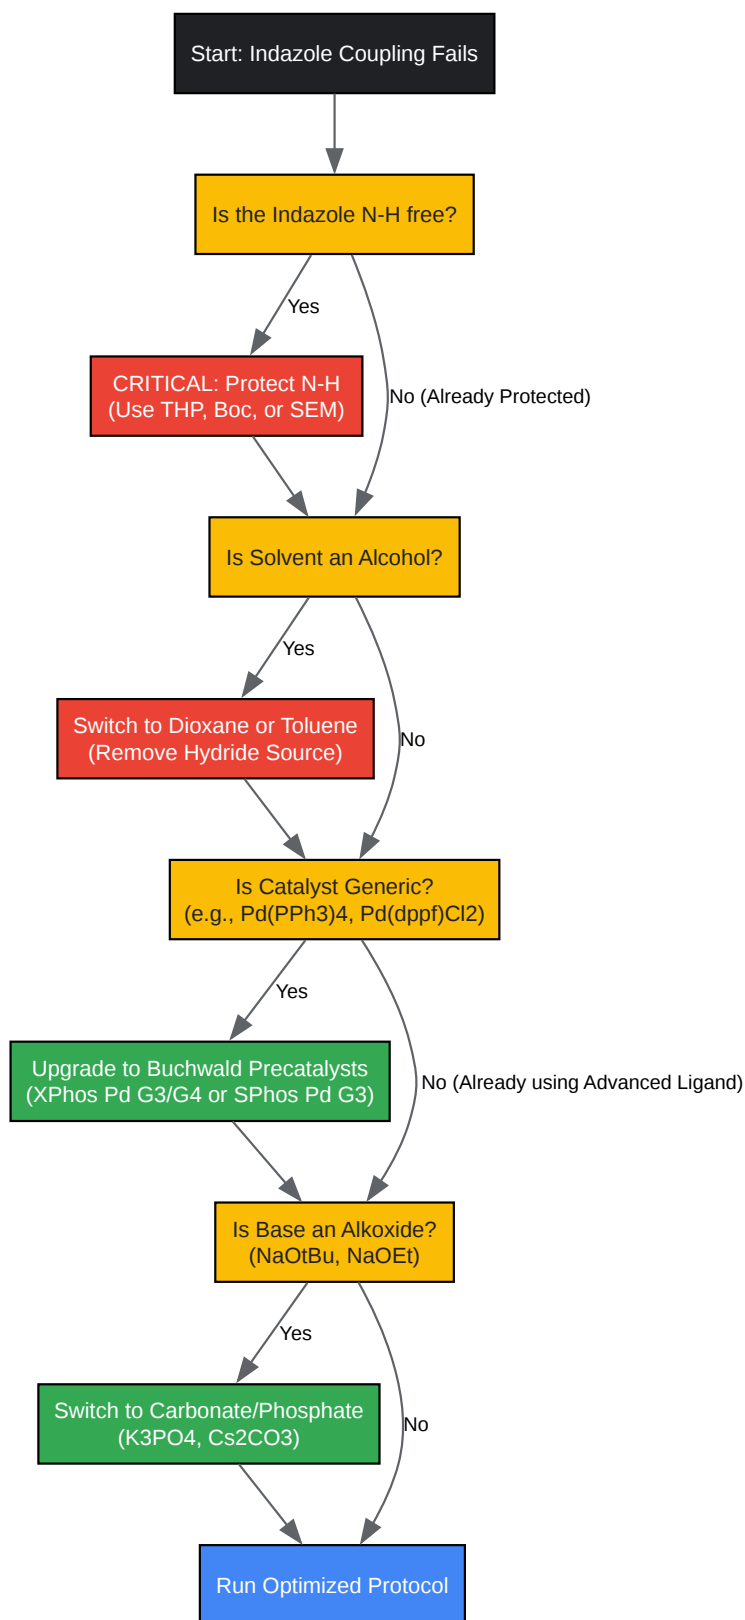 Start: Indazole Coupling Fails
Is the Indazole N-H free?
Yes
CRITICAL: Protect N-H
(Use THP, Boc, or SEM)
No (Already Protected)
Is Solvent an Alcohol?
Yes
Switch to Dioxane or Toluene
(Remove Hydride Source)
No
Is Catalyst Generic?
(e.g., Pd(PPh3)4, Pd(dppf)Cl2)
Yes
Upgrade to Buchwald Precatalysts
(XPhos Pd G3/G4 or SPhos Pd G3)
No (Already using Advanced Ligand)
Is Base an Alkoxide?
(NaOtBu, NaOEt)
Yes
Switch to Carbonate/Phosphate
(K3PO4, Cs2CO3)
No
Run Optimized Protocol